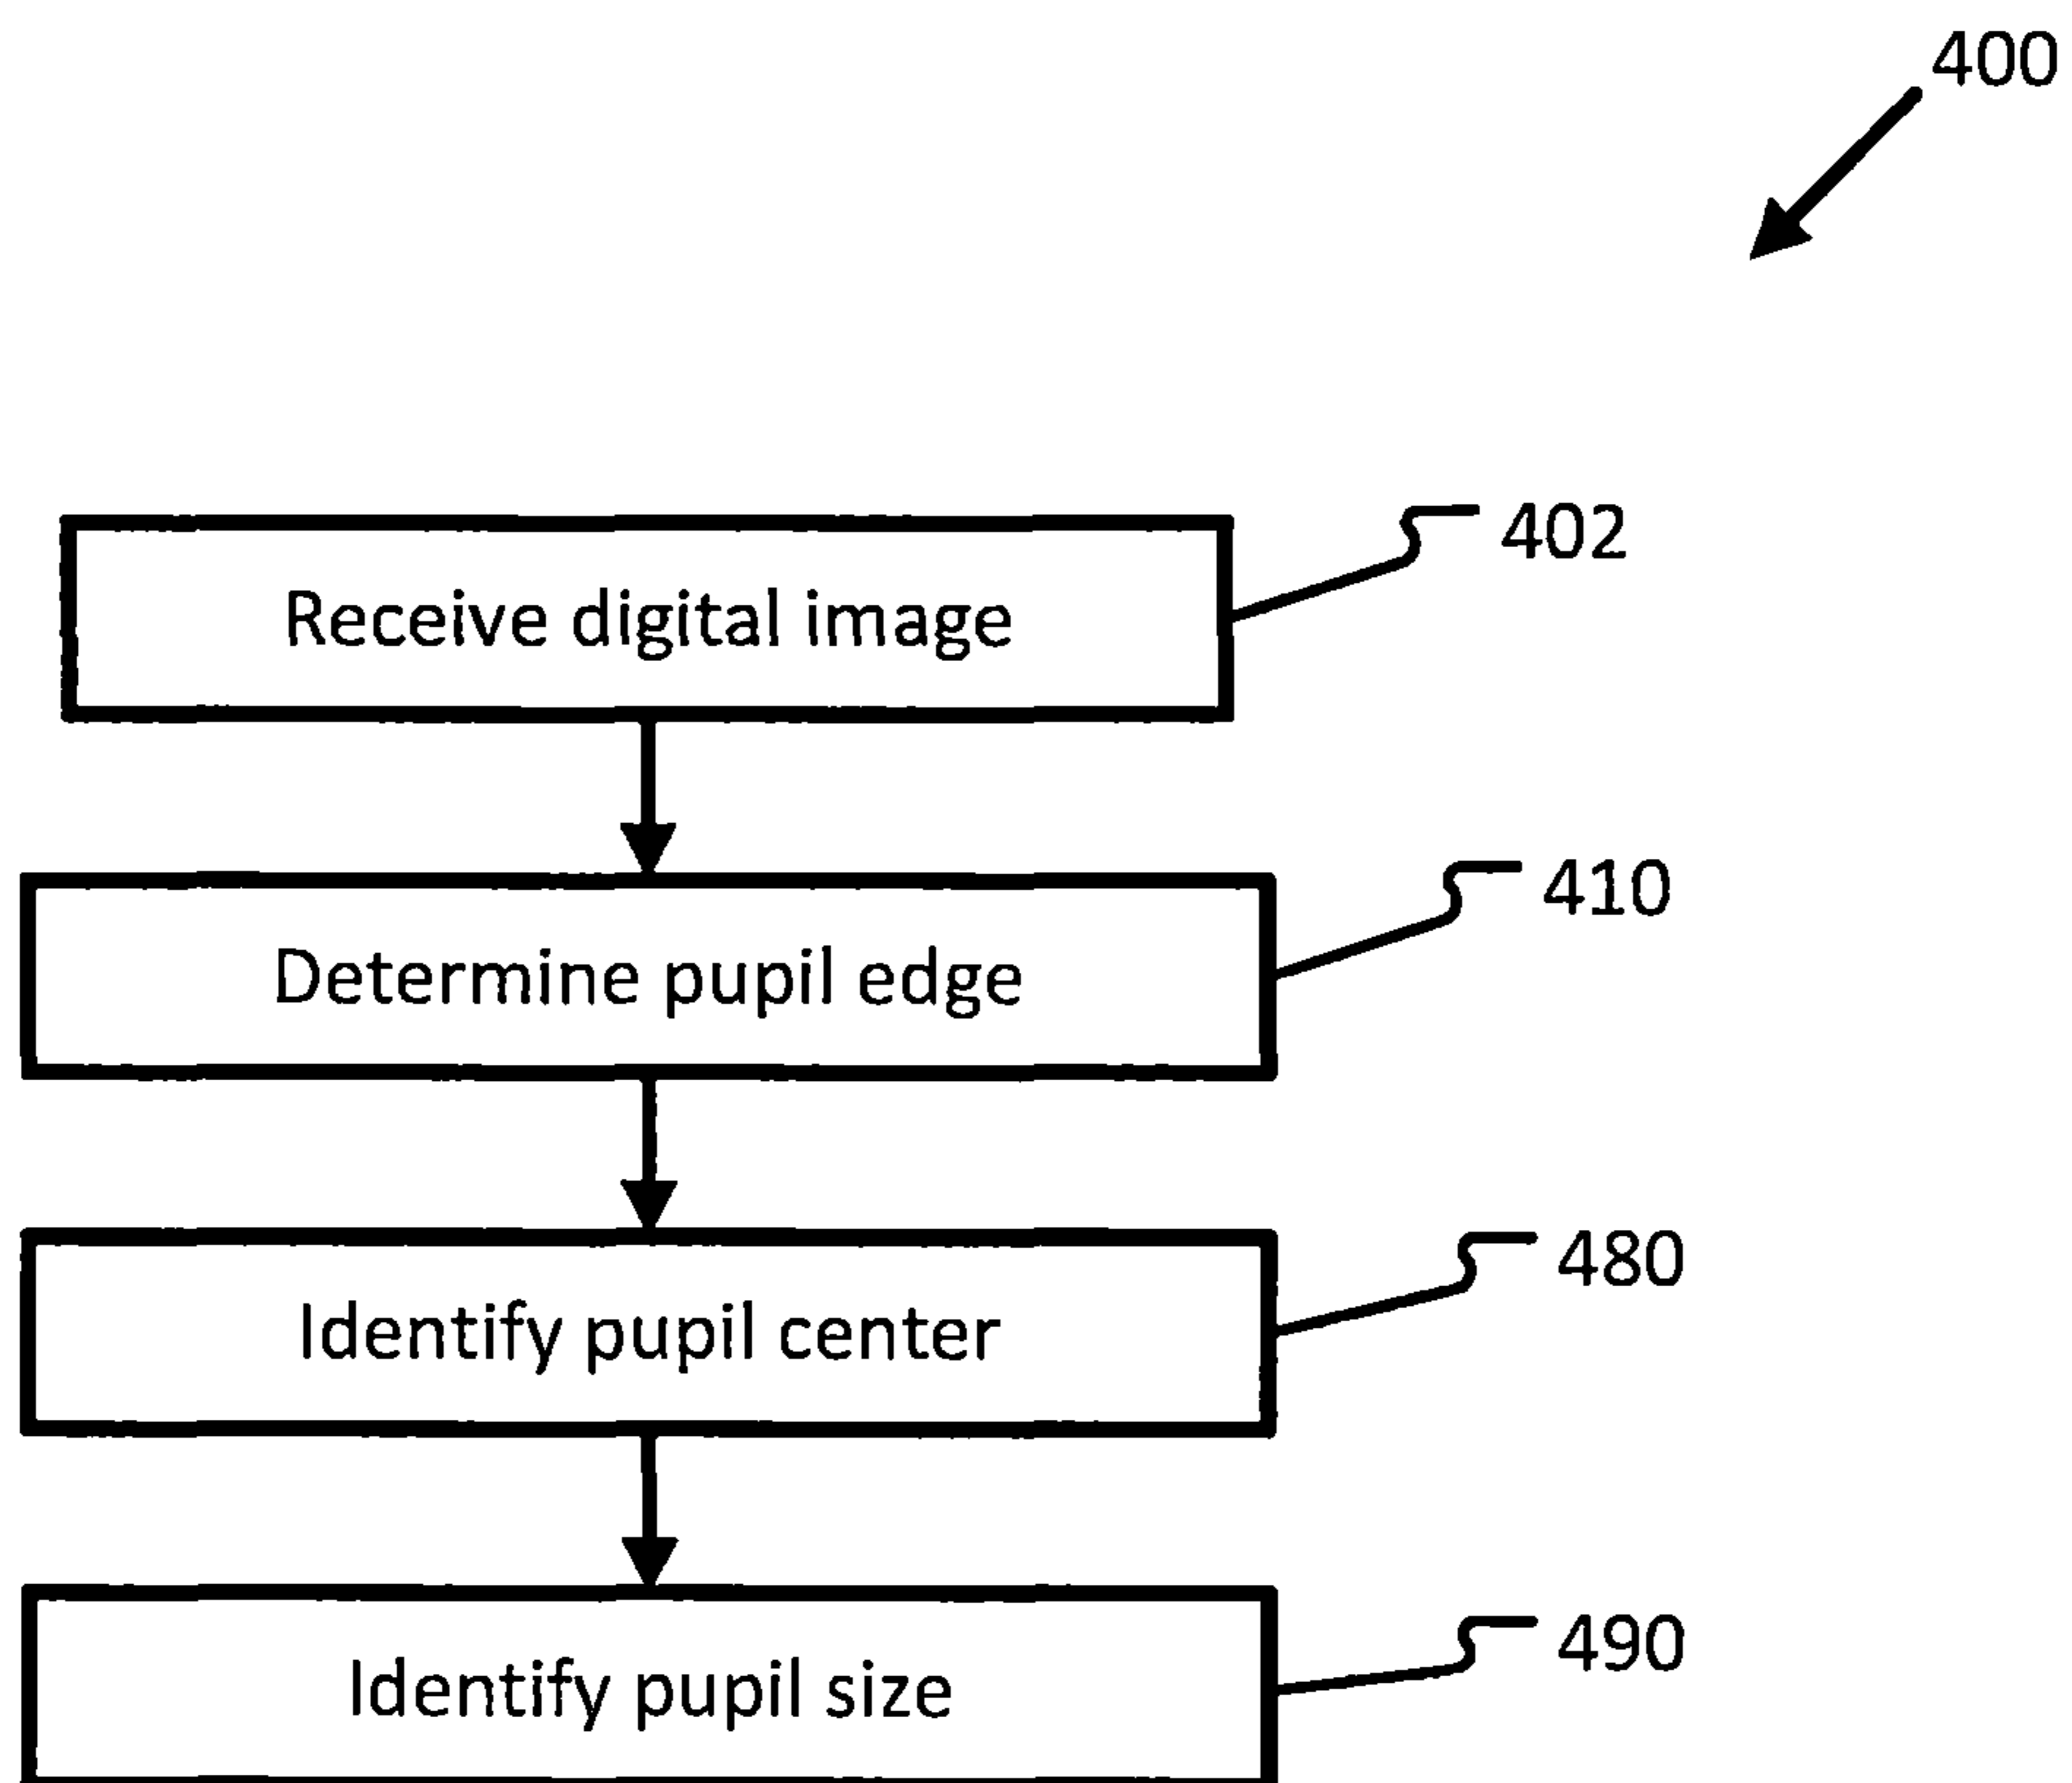 400
Receive digital image
402
Determine pupil edge
410
Identify pupil center
480
Identify pupil size
490